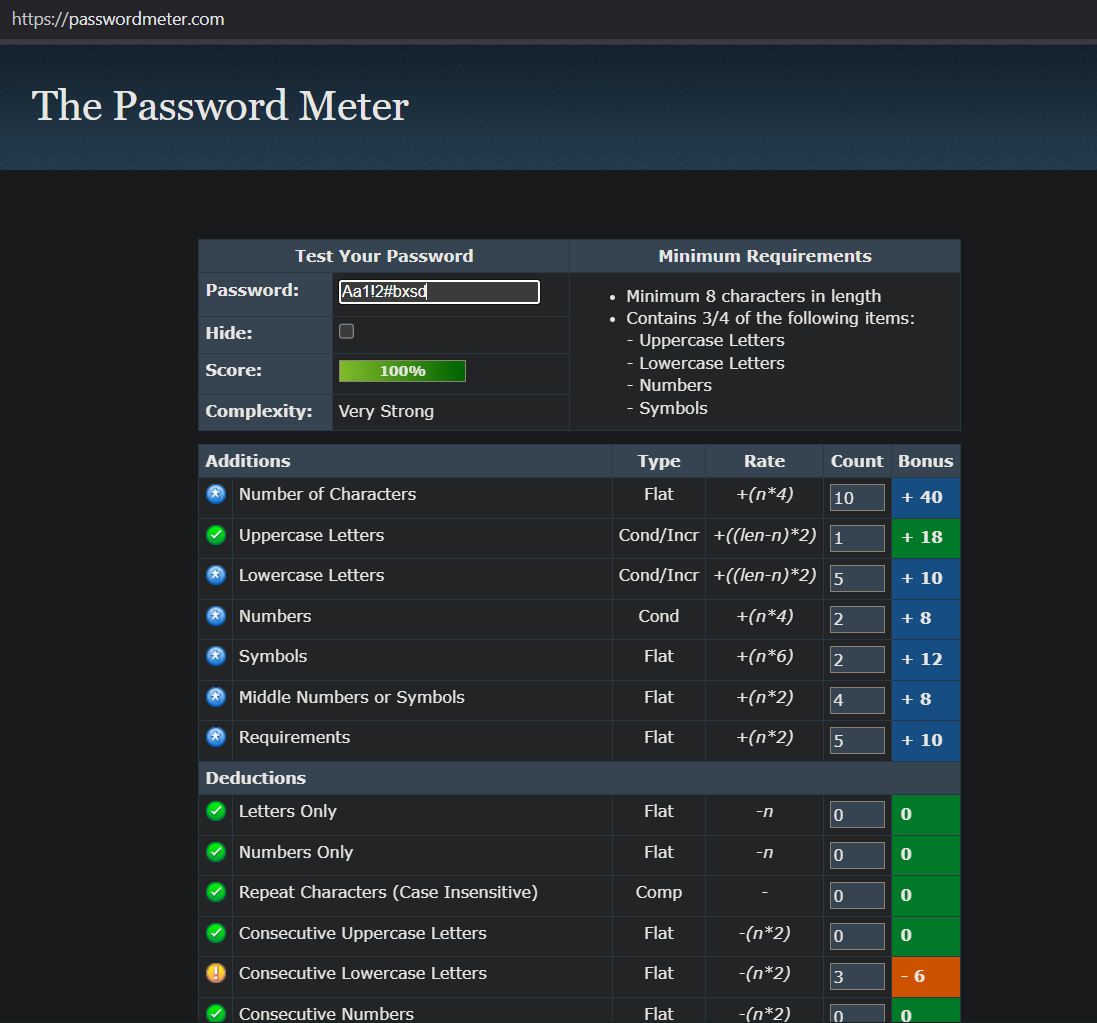 https://passwordmeter.com
The Password Meter
Test Your Password
Password: Aa1!2#bxsd
Hide:
Score: 100%
Complexity: Very Strong
Minimum Requirements
• Minimum 8 characters in length
• Contains 3/4 of the following items:
- Uppercase Letters
- Lowercase Letters
- Numbers
- Symbols
Additions Type Rate Count Bonus
Number of Characters Flat +(n*4) 10 + 40
Uppercase Letters Cond/Incr +((len-n)*2) 1 + 18
Lowercase Letters Cond/Incr +((len-n)*2) 5 + 10
Numbers Cond +(n*4) 2 + 8
Symbols Flat +(n*6) 2 + 12
Middle Numbers or Symbols Flat +(n*2) 4 + 8
Requirements Flat +(n*2) 5 + 10
Deductions
Letters Only Flat -n 0 0
Numbers Only Flat -n 0 0
Repeat Characters (Case Insensitive) Comp - 0 0
Consecutive Uppercase Letters Flat -(n*2) 0 0
Consecutive Lowercase Letters Flat -(n*2) 3 - 6
Consecutive Numbers Flat -(n*2) 0 0